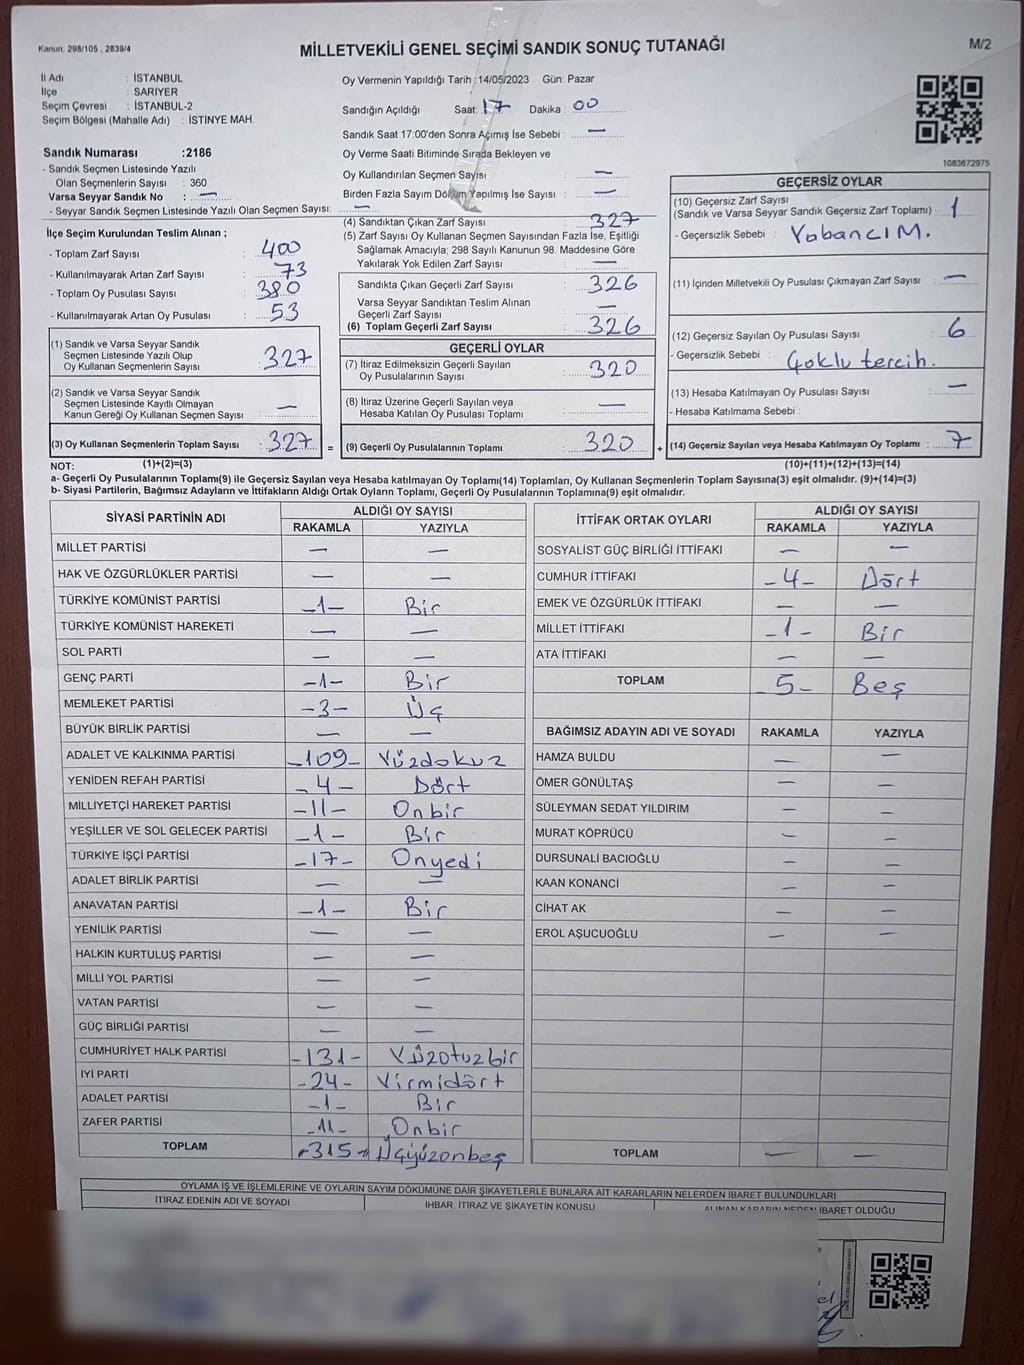 Kanun; 298/105 , 2839/4
MİLLETVEKİLİ GENEL SEÇİMİ SANDIK SONUÇ TUTANAĞI
M/2
İl Adı : İSTANBUL
İlçe : SARIYER
Seçim Çevresi : İSTANBUL-2
Seçim Bölgesi (Mahalle Adı) : İSTİNYE MAH.
Oy Vermenin Yapıldığı Tarih : 14/05/2023 Gün: Pazar
Sandığın Açıldığı Saat: 17 Dakika : 00
Sandık Saat 17:00'den Sonra Açılmış İse Sebebi : —
Oy Verme Saati Bitiminde Sırada Bekleyen ve
Oy Kullandırılan Seçmen Sayısı : —
Birden Fazla Sayım Döküm Yapılmış İse Sayısı : —
Sandık Numarası :2186
- Sandık Seçmen Listesinde Yazılı
Olan Seçmenlerin Sayısı : 360
Varsa Seyyar Sandık No : —
- Seyyar Sandık Seçmen Listesinde Yazılı Olan Seçmen Sayısı: —
İlçe Seçim Kurulundan Teslim Alınan ;
- Toplam Zarf Sayısı : 400
- Kullanılmayarak Artan Zarf Sayısı : 73
- Toplam Oy Pusulası Sayısı : 380
- Kullanılmayarak Artan Oy Pusulası : 53
(1) Sandık ve Varsa Seyyar Sandık
Seçmen Listesinde Yazılı Olup
Oy Kullanan Seçmenlerin Sayısı : 327
(2) Sandık ve Varsa Seyyar Sandık
Seçmen Listesinde Kayıtlı Olmayan
Kanun Gereği Oy Kullanan Seçmen Sayısı : —
(3) Oy Kullanan Seçmenlerin Toplam Sayısı : 327
(4) Sandıktan Çıkan Zarf Sayısı : 327
(5) Zarf Sayısı Oy Kullanan Seçmen Sayısından Fazla İse, Eşitliği
Sağlamak Amacıyla; 298 Sayılı Kanunun 98. Maddesine Göre
Yakılarak Yok Edilen Zarf Sayısı : —
Sandıkta Çıkan Geçerli Zarf Sayısı : 326
Varsa Seyyar Sandıktan Teslim Alınan
Geçerli Zarf Sayısı : —
(6) Toplam Geçerli Zarf Sayısı : 326
GEÇERLİ OYLAR
(7) İtiraz Edilmeksizin Geçerli Sayılan
Oy Pusulalarının Sayısı : 320
(8) İtiraz Üzerine Geçerli Sayılan veya
Hesaba Katılan Oy Pusulası Toplamı : —
= (9) Geçerli Oy Pusulalarının Toplamı : 320 +
1083672975
GEÇERSİZ OYLAR
(10) Geçersiz Zarf Sayısı
(Sandık ve Varsa Seyyar Sandık Geçersiz Zarf Toplamı) : 1
- Geçersizlik Sebebi : Yabancı M.
(11) İçinden Milletvekili Oy Pusulası Çıkmayan Zarf Sayısı : —
(12) Geçersiz Sayılan Oy Pusulası Sayısı : 6
- Geçersizlik Sebebi : Çoklu tercih.
(13) Hesaba Katılmayan Oy Pusulası Sayısı : —
- Hesaba Katılmama Sebebi :
(14) Geçersiz Sayılan veya Hesaba Katılmayan Oy Toplamı : 7
NOT: (1)+(2)=(3)
(10)+(11)+(12)+(13)=(14)
a- Geçerli Oy Pusulalarının Toplamı(9) ile Geçersiz Sayılan veya Hesaba katılmayan Oy Toplamı(14) Toplamları, Oy Kullanan Seçmenlerin Toplam Sayısına(3) eşit olmalıdır. (9)+(14)=(3)
b- Siyasi Partilerin, Bağımsız Adayların ve İttifakların Aldığı Ortak Oyların Toplamı, Geçerli Oy Pusulalarının Toplamına(9) eşit olmalıdır.
SİYASİ PARTİNİN ADI
ALDIĞI OY SAYISI
RAKAMLA YAZIYLA
MİLLET PARTİSİ — —
HAK VE ÖZGÜRLÜKLER PARTİSİ — —
TÜRKİYE KOMÜNİST PARTİSİ -1- Bir
TÜRKİYE KOMÜNİST HAREKETİ — —
SOL PARTİ — —
GENÇ PARTİ -1- Bir
MEMLEKET PARTİSİ -3- Üç
BÜYÜK BİRLİK PARTİSİ — —
ADALET VE KALKINMA PARTİSİ -109- Yüzdokuz
YENİDEN REFAH PARTİSİ -4- Dört
MİLLİYETÇİ HAREKET PARTİSİ -11- Onbir
YEŞİLLER VE SOL GELECEK PARTİSİ -1- Bir
TÜRKİYE İŞÇİ PARTİSİ -17- Onyedi
ADALET BİRLİK PARTİSİ — —
ANAVATAN PARTİSİ -1- Bir
YENİLİK PARTİSİ — —
HALKIN KURTULUŞ PARTİSİ — —
MİLLİ YOL PARTİSİ — —
VATAN PARTİSİ — —
GÜÇ BİRLİĞİ PARTİSİ — —
CUMHURİYET HALK PARTİSİ -131- Yüzotuzbir
İYİ PARTİ -24- Yirmidört
ADALET PARTİSİ -1- Bir
ZAFER PARTİSİ -11- Onbir
TOPLAM -315- Üçyüzonbeş
İTTİFAK ORTAK OYLARI
ALDIĞI OY SAYISI
RAKAMLA YAZIYLA
SOSYALİST GÜÇ BİRLİĞİ İTTİFAKI — —
CUMHUR İTTİFAKI -4- Dört
EMEK VE ÖZGÜRLÜK İTTİFAKI — —
MİLLET İTTİFAKI -1- Bir
ATA İTTİFAKI — —
TOPLAM -5- Beş
BAĞIMSIZ ADAYIN ADI VE SOYADI RAKAMLA YAZIYLA
HAMZA BULDU — —
ÖMER GÖNÜLTAŞ — —
SÜLEYMAN SEDAT YILDIRIM — —
MURAT KÖPRÜCÜ — —
DURSUNALİ BACIOĞLU — —
KAAN KONANCİ — —
CİHAT AK — —
EROL AŞUCUOĞLU — —
TOPLAM — —
OYLAMA İŞ VE İŞLEMLERİNE VE OYLARIN SAYIM DÖKÜMÜNE DAİR ŞİKAYETLERLE BUNLARA AİT KARARLARIN NELERDEN İBARET BULUNDUKLARI
İTİRAZ EDENİN ADI VE SOYADI
İHBAR, İTİRAZ VE ŞİKAYETİN KONUSU
ALINAN KARARIN NEDEN İBARET OLDUĞU